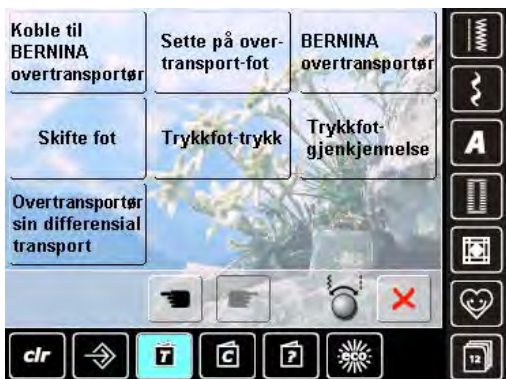 Koble til
BERNINA
overtransportør
Sette på over-
transport-fot
BERNINA
overtransportør
Skifte fot
Trykkfot-trykk
Trykkfot-
gjenkjennelse
Overtransportør
sin differensial
transport
A
clr
T
C
?
eco
12